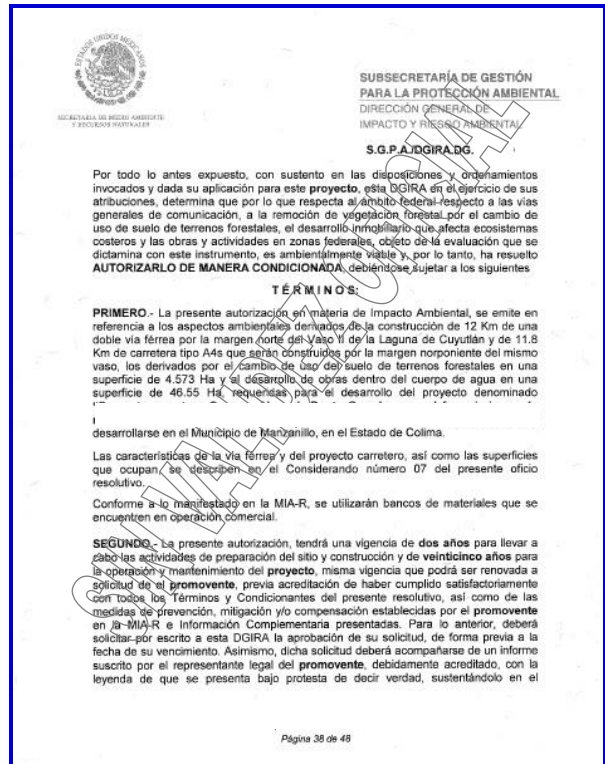 ESTADOS UNIDOS MEXICANOS
SECRETARIA DE MEDIO AMBIENTE
Y RECURSOS NATURALES
SUBSECRETARÍA DE GESTIÓN
PARA LA PROTECCIÓN AMBIENTAL
DIRECCIÓN GENERAL DE
IMPACTO Y RIESGO AMBIENTAL
S.G.P.A./DGIRA.DG.
Por todo lo antes expuesto, con sustento en las disposiciones y ordenamientos
invocados y dada su aplicación para este proyecto, esta DGIRA en el ejercicio de sus
atribuciones, determina que por lo que respecta al ámbito federal respecto a las vías
generales de comunicación, a la remoción de vegetación forestal por el cambio de
uso de suelo de terrenos forestales, el desarrollo inmobiliario que afecta ecosistemas
costeros y las obras y actividades en zonas federales, objeto de la evaluación que se
dictamina con este instrumento, es ambientalmente viable y, por lo tanto, ha resuelto
AUTORIZARLO DE MANERA CONDICIONADA, debiéndose sujetar a los siguientes
TÉRMINOS:
PRIMERO.- La presente autorización en materia de Impacto Ambiental, se emite en
referencia a los aspectos ambientales derivados de la construcción de 12 Km de una
doble vía férrea por la margen norte del Vaso II de la Laguna de Cuyutlán y de 11.8
Km de carretera tipo A4s que serán construidos por la margen norponiente del mismo
vaso, los derivados por el cambio de uso del suelo de terrenos forestales en una
superficie de 4.573 Ha y al desarrollo de obras dentro del cuerpo de agua en una
superficie de 46.55 Ha, requeridas para el desarrollo del proyecto denominado
desarrollarse en el Municipio de Manzanillo, en el Estado de Colima.
Las características de la vía férrea y del proyecto carretero, así como las superficies
que ocupan, se describen en el Considerando número 07 del presente oficio
resolutivo.
Conforme a lo manifestado en la MIA-R, se utilizarán bancos de materiales que se
encuentren en operación comercial.
SEGUNDO.- La presente autorización, tendrá una vigencia de dos años para llevar a
cabo las actividades de preparación del sitio y construcción y de veinticinco años para
la operación y mantenimiento del proyecto, misma vigencia que podrá ser renovada a
solicitud de el promovente, previa acreditación de haber cumplido satisfactoriamente
con todos los Términos y Condicionantes del presente resolutivo, así como de las
medidas de prevención, mitigación y/o compensación establecidas por el promovente
en la MIA-R e Información Complementaria presentadas. Para lo anterior, deberá
solicitar por escrito a esta DGIRA la aprobación de su solicitud, de forma previa a la
fecha de su vencimiento. Asimismo, dicha solicitud deberá acompañarse de un informe
suscrito por el representante legal del promovente, debidamente acreditado, con la
leyenda de que se presenta bajo protesta de decir verdad, sustentándolo en el
SIN VALIDEZ OFICIAL
Página 38 de 48